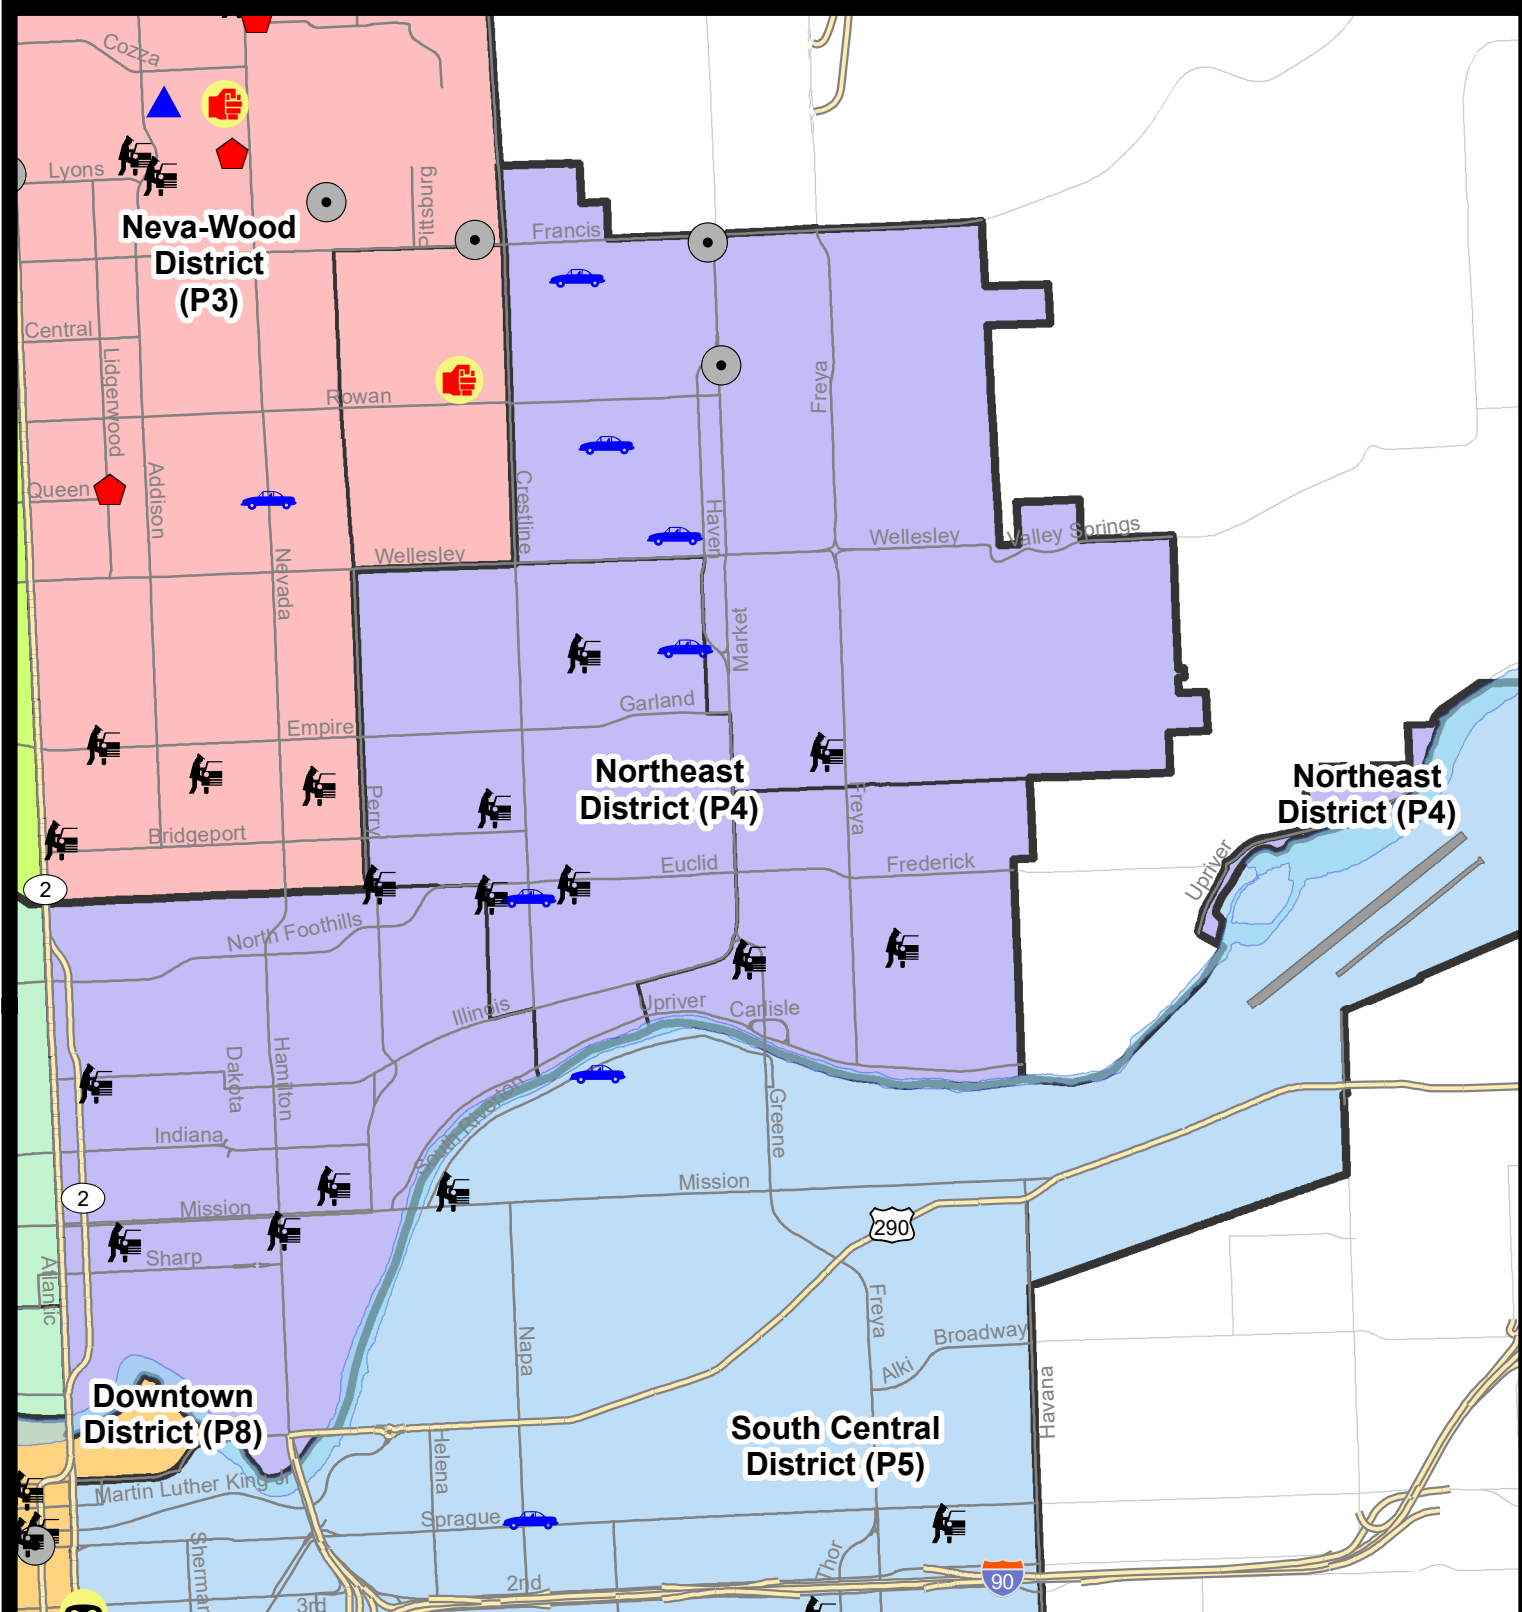 Cozza
Lyons
Pittsburg
Neva-Wood
District
(P3)
Francis
Central
Lidgerwood
Rowan
Freya
Queen
Addison
Crestline
Haven
Wellesley
Wellesley
Valley Springs
Nevada
Market
Garland
Empire
Northeast
District (P4)
Northeast
District (P4)
Perry
Freya
Bridgeport
Euclid
Frederick
Upriver
2
North Foothills
Illinois
Upriver
Carlisle
Dakota
Hamilton
South Riverton
Greene
Indiana
Mission
2
Mission
290
Sharp
Atlantic
Freya
Broadway
Napa
Alki
Havana
Downtown
District (P8)
South Central
District (P5)
Helena
Martin Luther King Jr
Sprague
Sherman
Thor
2nd
90
3rd